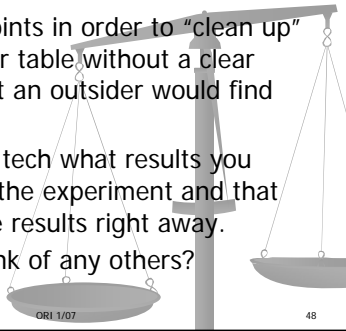 oints in order to “clean up”
r table without a clear
t an outsider would find
tech what results you
the experiment and that
e results right away.
nk of any others?
ORI 1/07 48